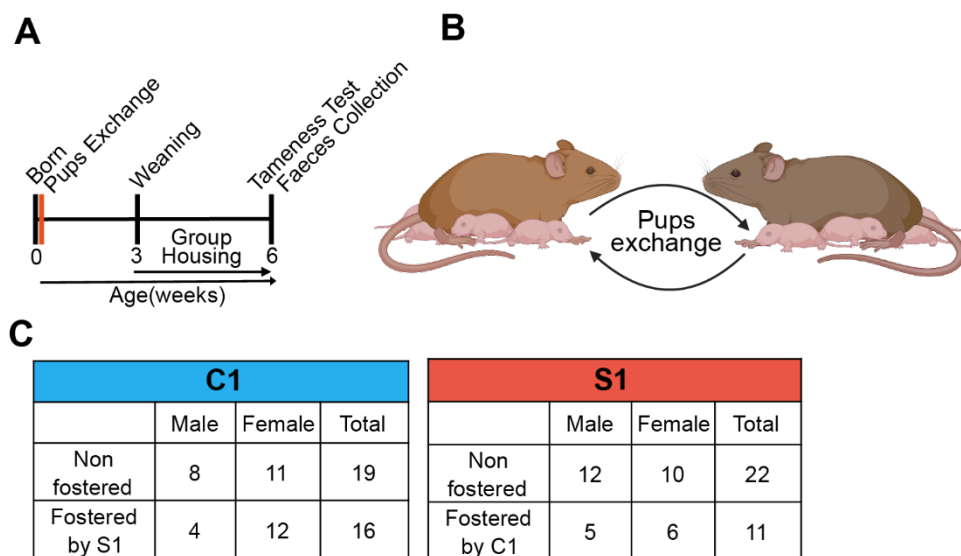 A
Born
Pups Exchange
Weaning
Tameness Test
Faeces Collection
Group
Housing
0
3
6
Age(weeks)
B
Pups
exchange
C
C1
Male Female Total
Non
fostered 8 11 19
Fostered
by S1 4 12 16
S1
Male Female Total
Non
fostered 12 10 22
Fostered
by C1 5 6 11